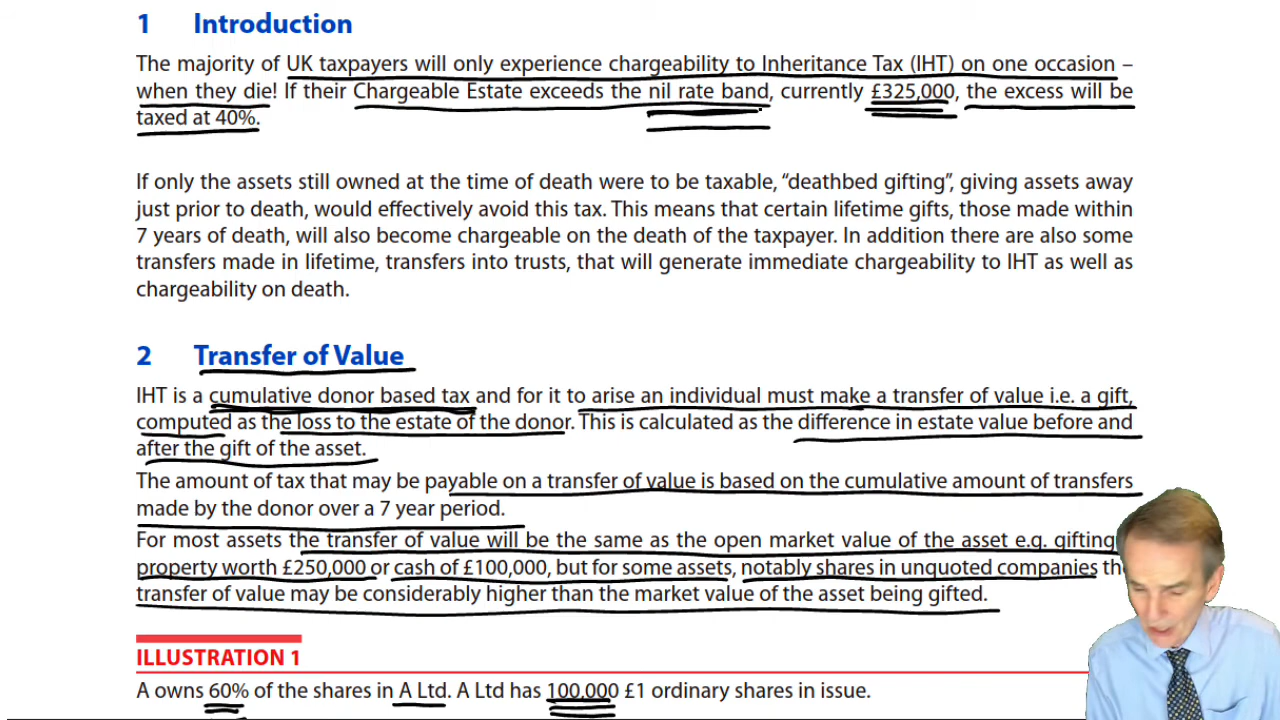 1 Introduction
The majority of UK taxpayers will only experience chargeability to Inheritance Tax (IHT) on one occasion –
when they die! If their Chargeable Estate exceeds the nil rate band, currently £325,000, the excess will be
taxed at 40%.
If only the assets still owned at the time of death were to be taxable, “deathbed gifting”, giving assets away
just prior to death, would effectively avoid this tax. This means that certain lifetime gifts, those made within
7 years of death, will also become chargeable on the death of the taxpayer. In addition there are also some
transfers made in lifetime, transfers into trusts, that will generate immediate chargeability to IHT as well as
chargeability on death.
2 Transfer of Value
IHT is a cumulative donor based tax and for it to arise an individual must make a transfer of value i.e. a gift,
computed as the loss to the estate of the donor. This is calculated as the difference in estate value before and
after the gift of the asset.
The amount of tax that may be payable on a transfer of value is based on the cumulative amount of transfers
made by the donor over a 7 year period.
For most assets the transfer of value will be the same as the open market value of the asset e.g. gifting
property worth £250,000 or cash of £100,000, but for some assets, notably shares in unquoted companies
transfer of value may be considerably higher than the market value of the asset being gifted.
ILLUSTRATION 1
A owns 60% of the shares in A Ltd. A Ltd has 100,000 £1 ordinary shares in issue.